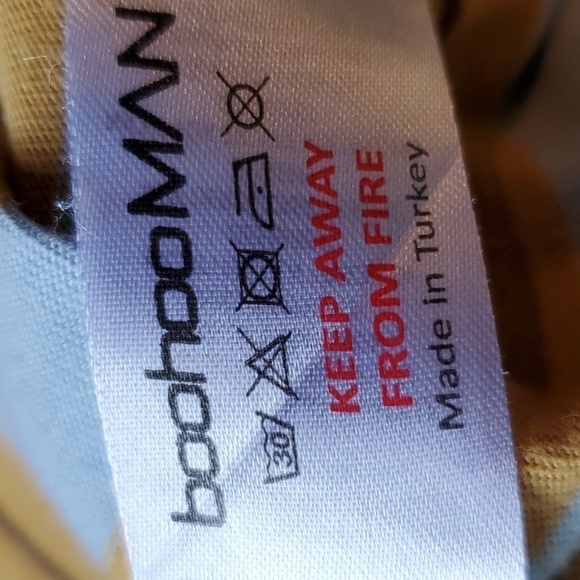 boohooMAN
30
KEEP AWAY
FROM FIRE
Made in Turkey